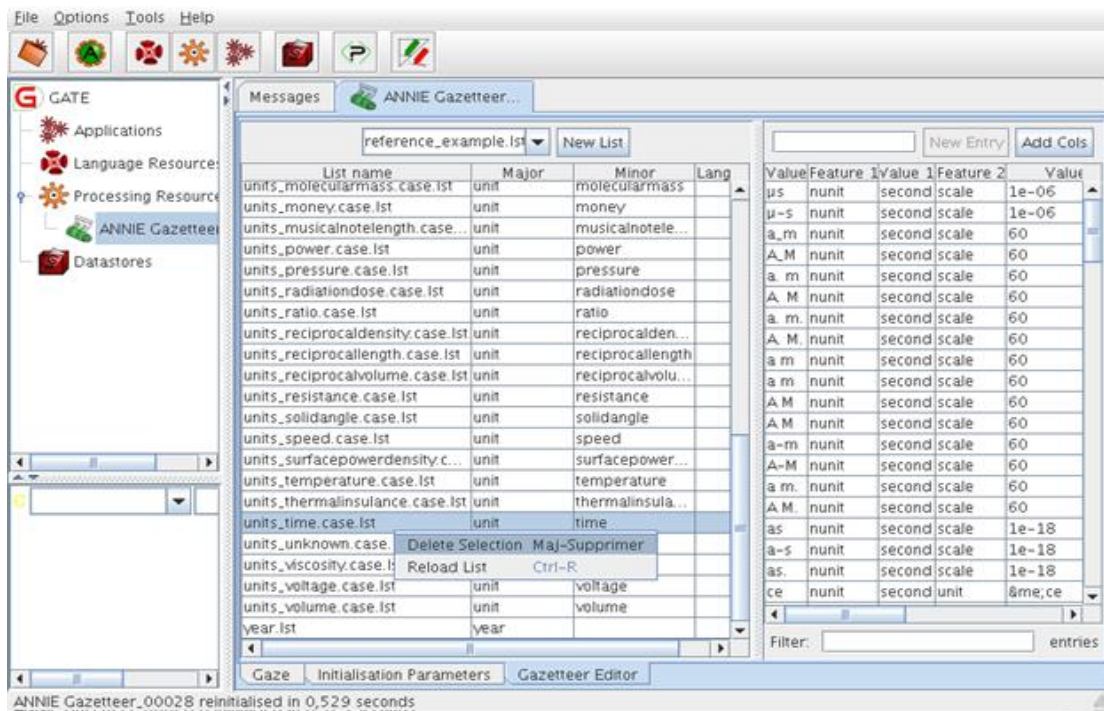 File Options Tools Help
GATE
Applications
Language Resource
Processing Resource
ANNIE Gazettee
Datastores
Messages
ANNIE Gazetteer...
reference_example.lst
New List
List name Major Minor Lang
units_molecularmass.case.lst unit molecularmass
units_money.case.lst unit money
units_musicalnotelength.case... unit musicalnotele...
units_power.case.lst unit power
units_pressure.case.lst unit pressure
units_radiationdose.case.lst unit radiationdose
units_ratio.case.lst unit ratio
units_reciprocaldensity.case.lst unit reciprocalden...
units_reciprocallength.case.lst unit reciprocallength
units_reciprocalvolume.case.lst unit reciprocalvolu...
units_resistance.case.lst unit resistance
units_solidangle.case.lst unit solidangle
units_speed.case.lst unit speed
units_surfacepowerdensity.c... unit surfacepower...
units_temperature.case.lst unit temperature
units_thermalinsulance.case.lst unit thermalinsula...
units_time.case.lst unit time
units_unknown.case.
units_viscosity.case.l
units_voltage.case.lst unit voltage
units_volume.case.lst unit volume
year.lst year
Delete Selection Maj-Supprimer
Reload List Ctrl-R
New Entry Add Cols
Value Feature 1 Value 1 Feature 2 Value
µs nunit second scale 1e-06
µ-s nunit second scale 1e-06
a_m nunit second scale 60
A_M nunit second scale 60
a. m nunit second scale 60
A. M nunit second scale 60
a. m. nunit second scale 60
A. M. nunit second scale 60
a m nunit second scale 60
a m nunit second scale 60
A M nunit second scale 60
A M nunit second scale 60
a-m nunit second scale 60
A-M nunit second scale 60
a m. nunit second scale 60
A M. nunit second scale 60
as nunit second scale 1e-18
a-s nunit second scale 1e-18
as. nunit second scale 1e-18
ce nunit second unit &me;ce
Filter: entries
Gaze Initialisation Parameters Gazetteer Editor
ANNIE Gazetteer_00028 reinitialised in 0,529 seconds